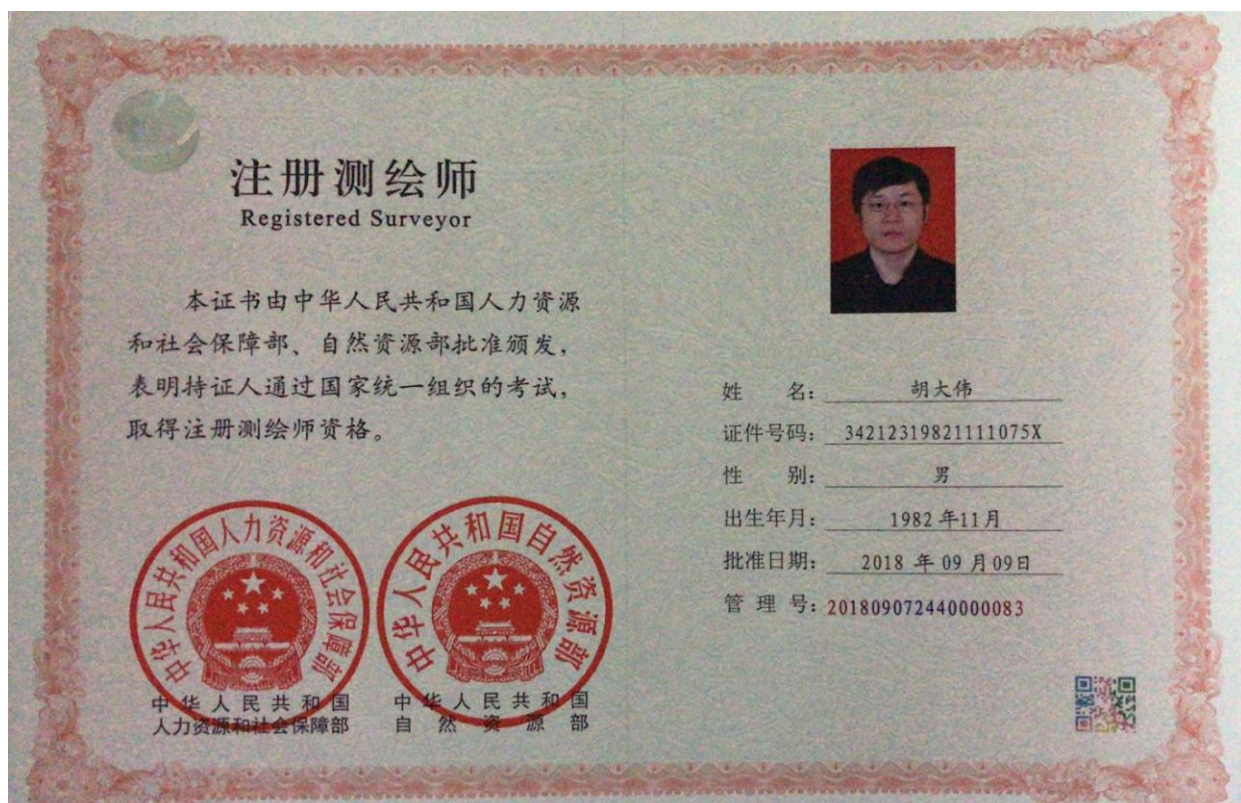 注册测绘师
Registered Surveyor
本证书由中华人民共和国人力资源
和社会保障部、自然资源部批准颁发，
表明持证人通过国家统一组织的考试，
取得注册测绘师资格。
中华人民共和国人力资源和社会保障部
中华人民共和国自然资源部
中华人民共和国
人力资源和社会保障部
中华人民共和国
自然资源部
姓名：胡大伟
证件号码：34212319821111075X
性别：男
出生年月：1982年11月
批准日期：2018 年 09 月09日
管理号：201809072440000083